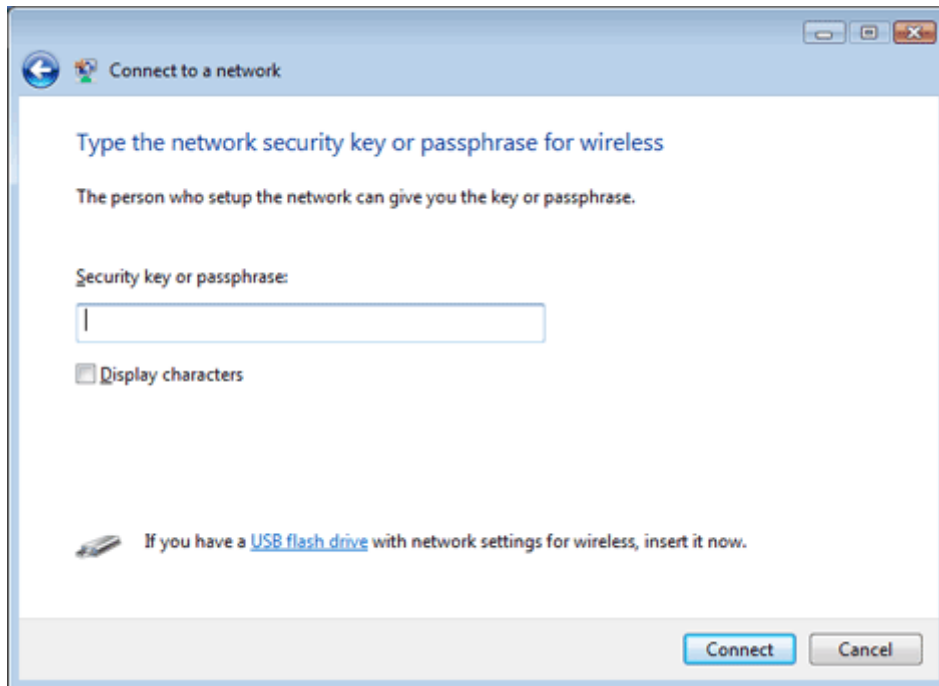 Connect to a network
Type the network security key or passphrase for wireless
The person who setup the network can give you the key or passphrase.
Security key or passphrase:
Display characters
If you have a USB flash drive with network settings for wireless, insert it now.
Connect Cancel